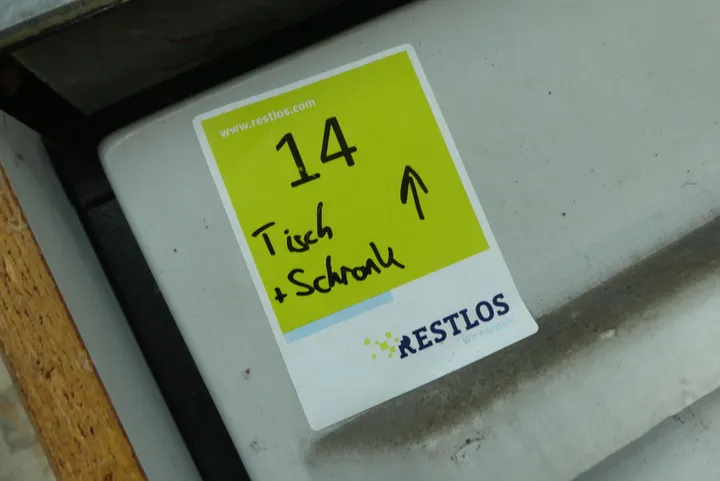 www.restlos.com
14
↑
Tisch
+ Schrank
RESTLOS